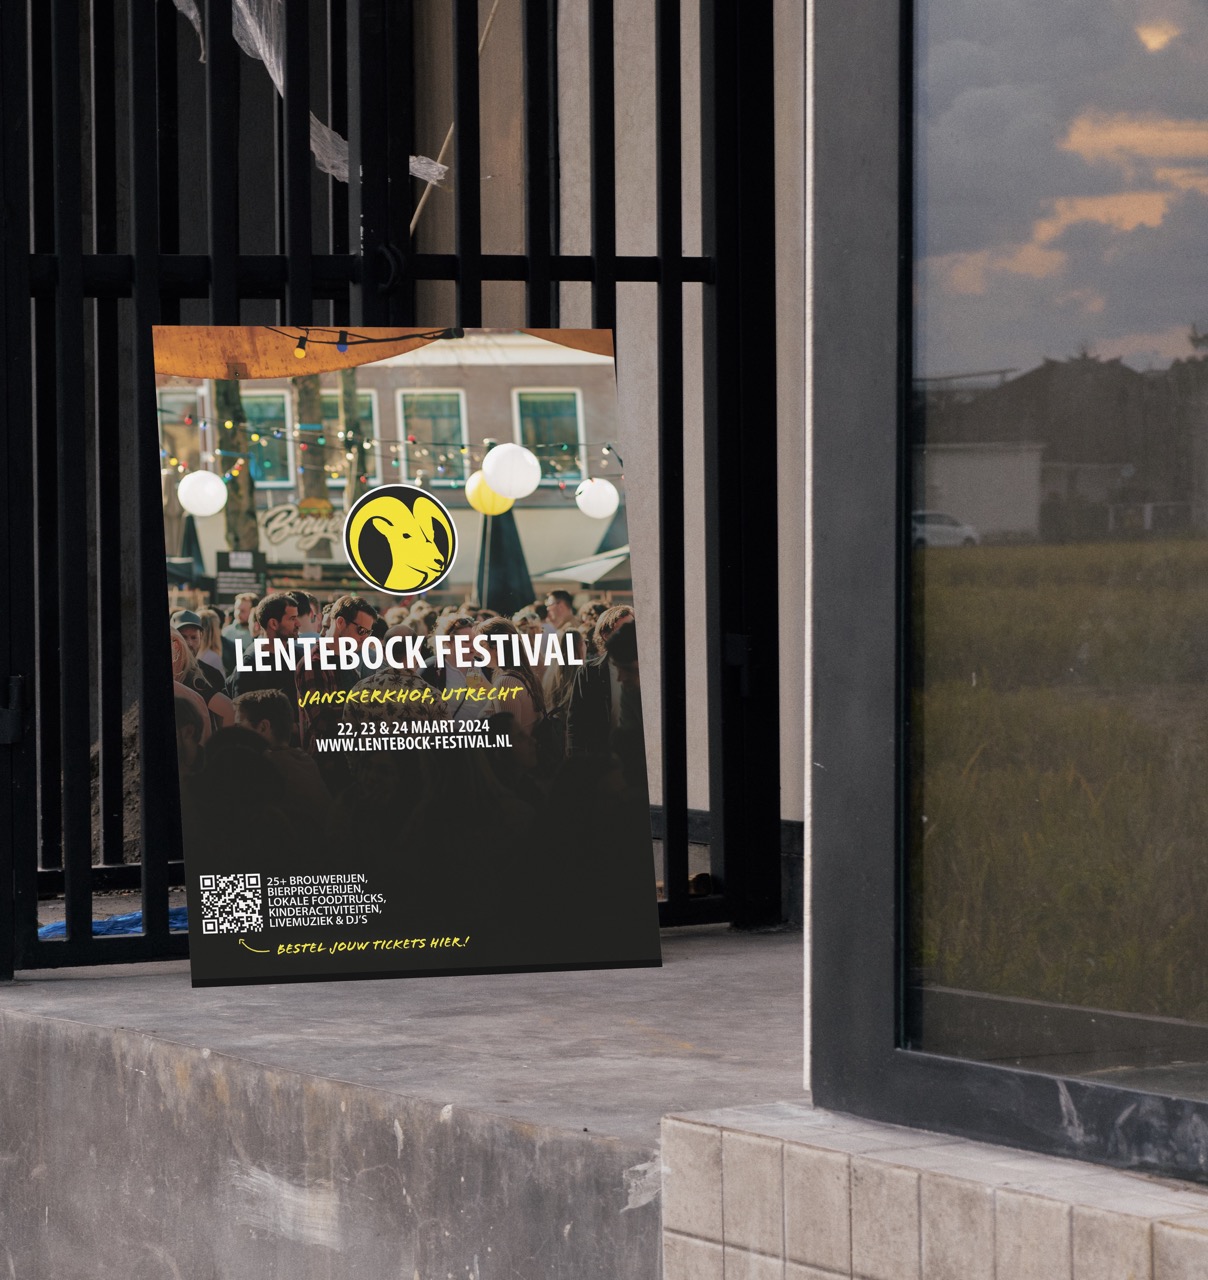 Burge
LENTEBOCK FESTIVAL
JANSKERKHOF, UTRECHT
22, 23 & 24 MAART 2024
WWW.LENTEBOCK-FESTIVAL.NL
25+ BROUWERIJEN,
BIERPROEVERIJEN,
LOKALE FOODTRUCKS,
KINDERACTIVITEITEN,
LIVEMUZIEK & DJ'S
BESTEL JOUW TICKETS HIER!